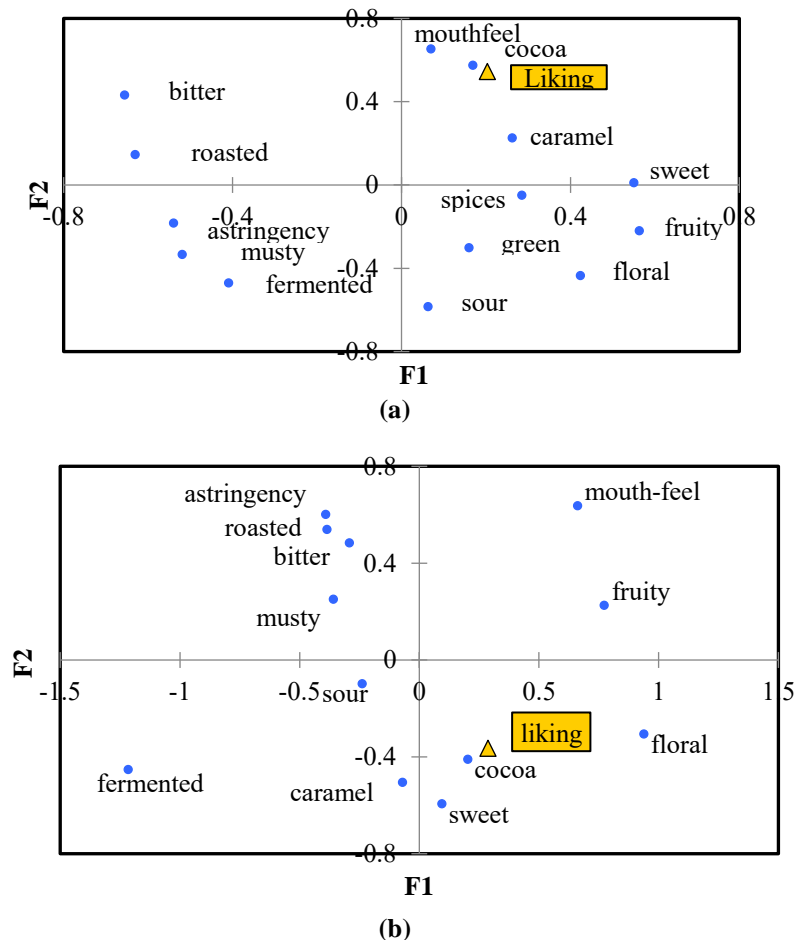 0.8
mouthfeel
cocoa
Liking
0.4
bitter
caramel
roasted
sweet
0
spices
F2
-0.8
-0.4
0
0.4
0.8
astringency
fruity
musty
green
fermented
floral
-0.4
sour
-0.8
F1
(a)
0.8
astringency
mouth-feel
roasted
bitter
0.4
fruity
musty
0
F2
-1.5
-1
-0.5
0
0.5
1
1.5
sour
liking
floral
-0.4
cocoa
fermented
caramel
sweet
-0.8
F1
(b)